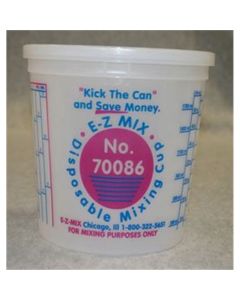 "Kick The Can"
and Save Money.
E-Z MIX
Disposable Mixing Cup
No.
70086
E-Z-MIX Chicago, Ill 1-800-322-5651
FOR MIXING PURPOSES ONLY